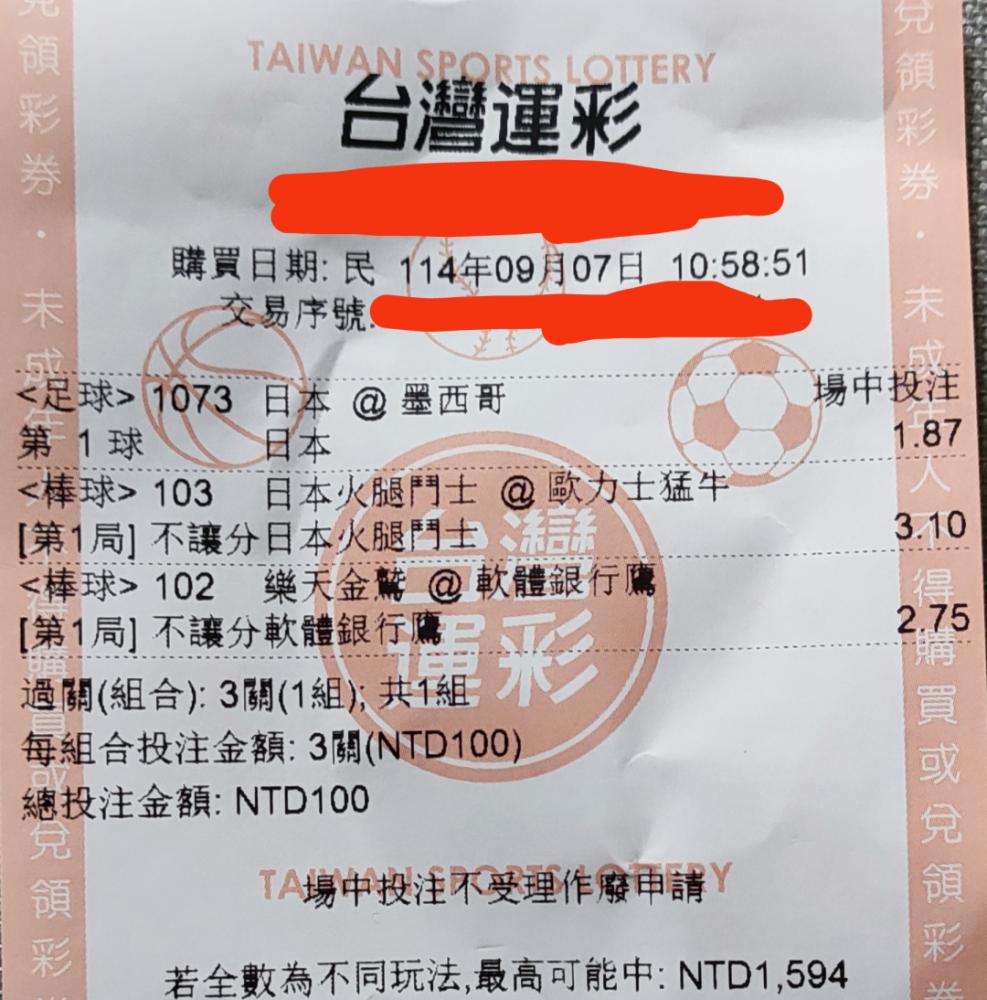 TAIWAN SPORTS LOTTERY
台灣運彩
購買日期: 民 114年09月07日 10:58:51
交易序號:
<足球> 1073 日本 @ 墨西哥 場中投注
第 1 球 日本 1.87
<棒球> 103 日本火腿鬥士 @ 歐力士猛牛
[第1局] 不讓分日本火腿鬥士 3.10
<棒球> 102 樂天金鷲 @ 軟體銀行鷹
[第1局] 不讓分軟體銀行鷹 2.75
台灣運彩
過關(組合): 3關(1組); 共1組
每組合投注金額: 3關(NTD100)
總投注金額: NTD100
TAIWAN SPORTS LOTTERY
場中投注不受理作廢申請
若全數為不同玩法,最高可能中: NTD1,594
兌領彩券・未成年人不得購買或兌領彩
兌領彩券・未成年人不得購買或兌領彩券